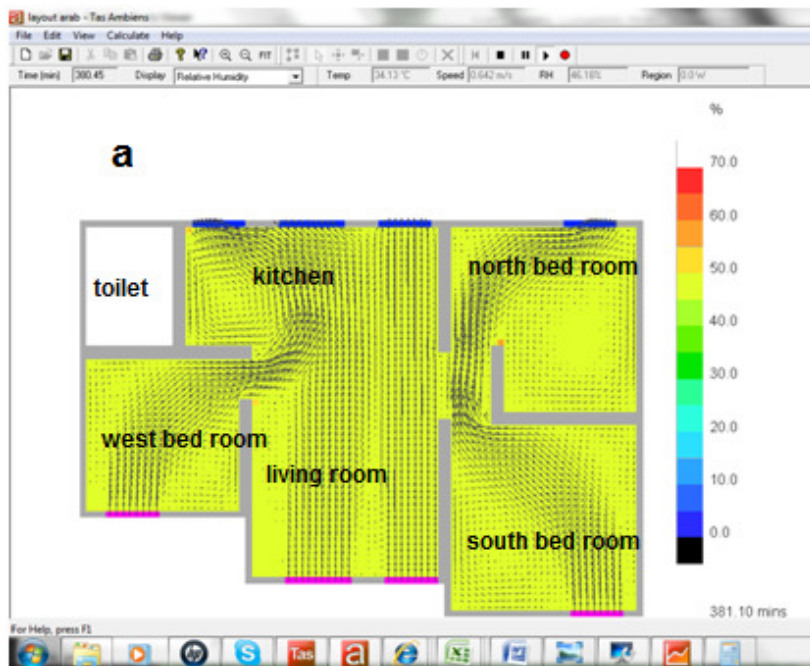 layout arab - Tas Ambiens
File Edit View Calculate Help
FIT
Time (min) 380.45 Display Relative Humidity Temp 34.13 °C Speed 0.642 m/s RH 46.16% Region 0.0 W
%
a
70.0
60.0
50.0
40.0
30.0
20.0
10.0
0.0
toilet
kitchen
north bed room
west bed room
living room
south bed room
381.10 mins
For Help, press F1
Tas
a